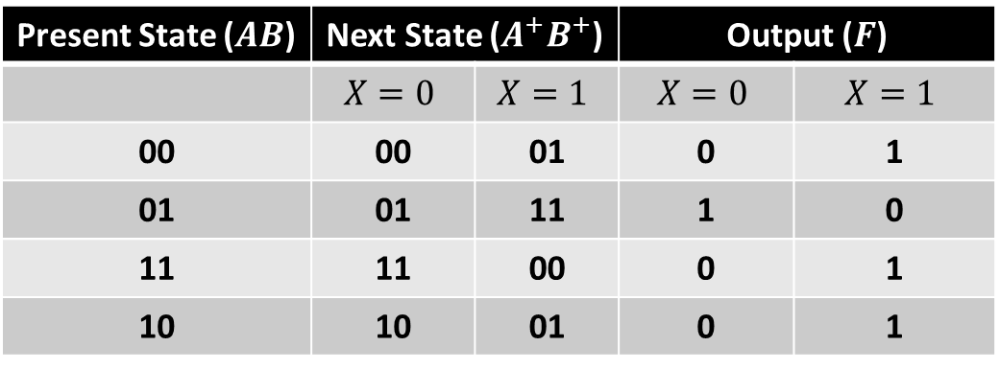 Present State (AB) Next State (A⁺B⁺) Output (F)
X = 0 X = 1 X = 0 X = 1
00 00 01 0 1
01 01 11 1 0
11 11 00 0 1
10 10 01 0 1